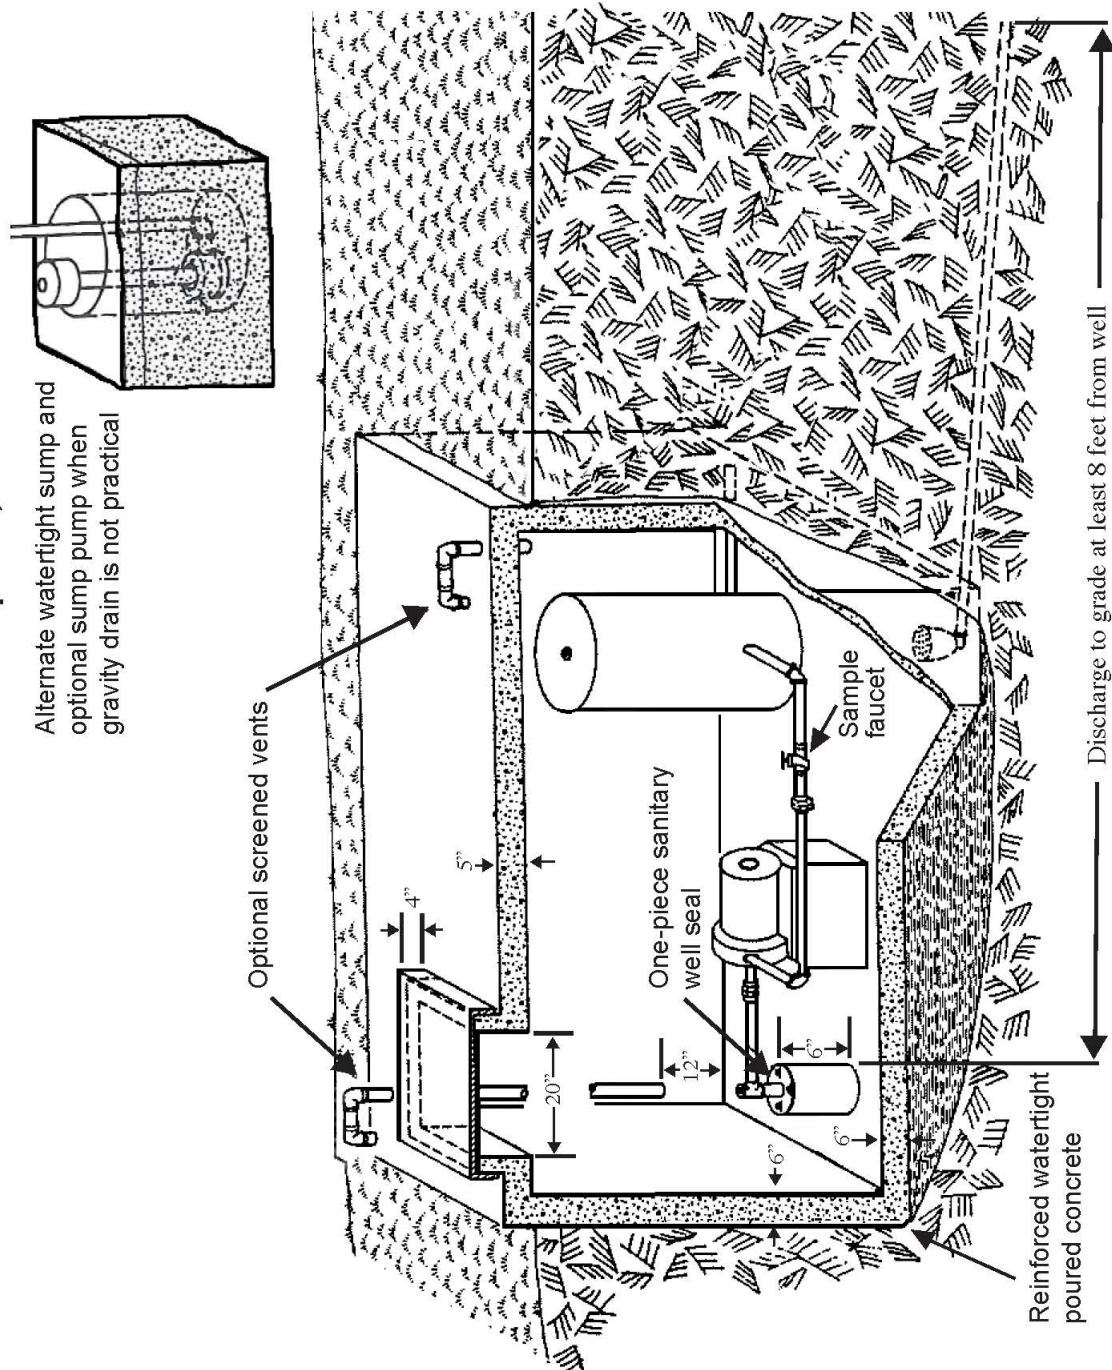 Alternate watertight sump and
optional sump pump when
gravity drain is not practical
Optional screened vents
4”
5”
20”
12”
One-piece sanitary
well seal
Sample
faucet
6”
6”
6”
Reinforced watertight
poured concrete
Discharge to grade at least 8 feet from well